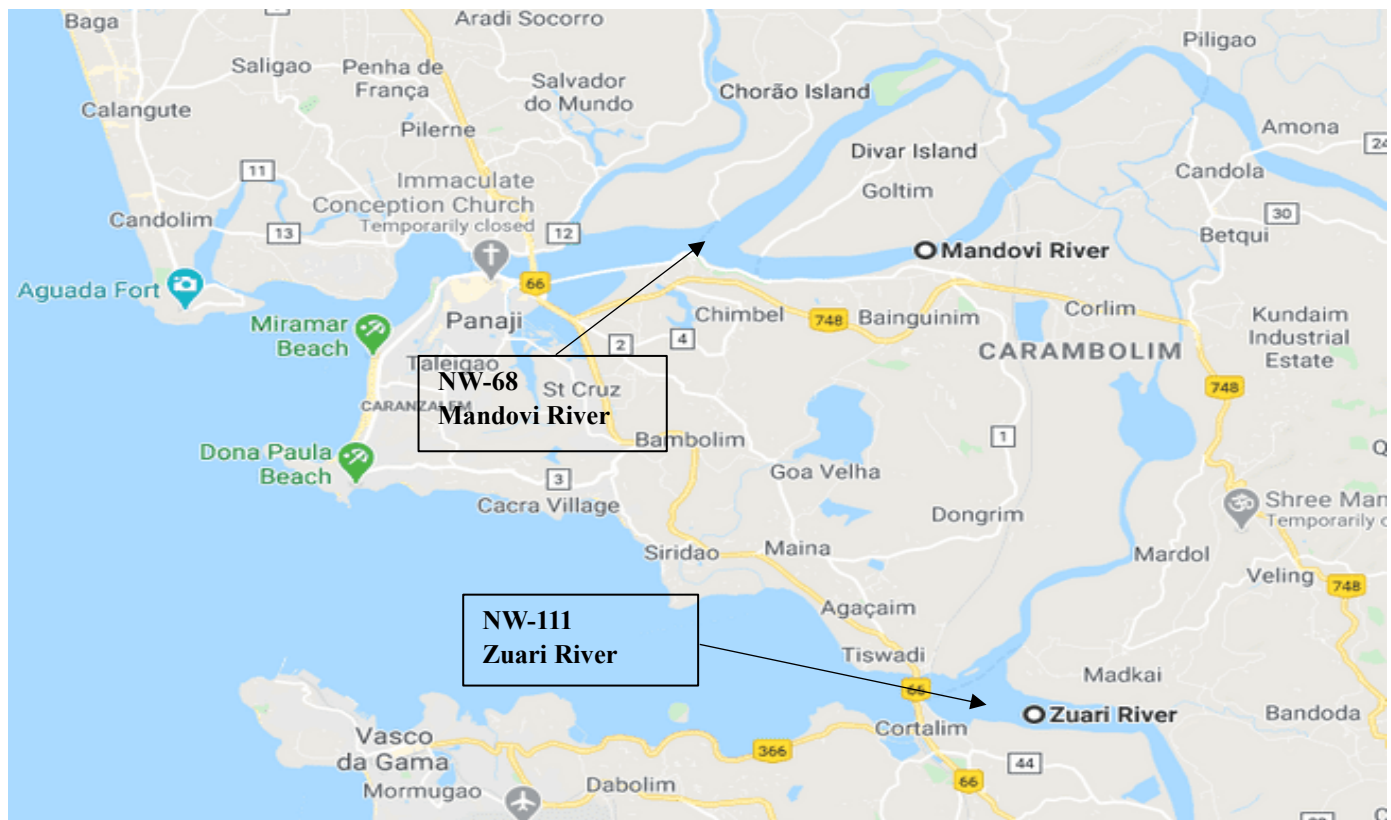 Baga
Aradi Socorro
Piligao
Saligao
Penha de
França
Salvador
do Mundo
Chorão Island
Calangute
Pilerne
Amona
24
Divar Island
11
Immaculate
Conception Church
Temporarily closed
Goltim
Candola
Candolim
13
12
30
Betqui
Mandovi River
Aguada Fort
66
Miramar
Beach
Panaji
Chimbel
748
Bainguinim
Corlim
Kundaim
Industrial
Estate
2
4
CARAMBOLIM
Taleigao
NW-68
Mandovi River
St Cruz
CARANZALEM
748
Bambolim
1
Dona Paula
Beach
3
Goa Velha
Cacra Village
Shree Man
Temporarily c
Dongrim
Siridao
Maina
Mardol
Veling
748
Agaçaim
NW-111
Zuari River
Tiswadi
Madkai
66
Zuari River
Bandoda
Cortalim
Vasco
da Gama
366
44
Mormugao
Dabolim
66